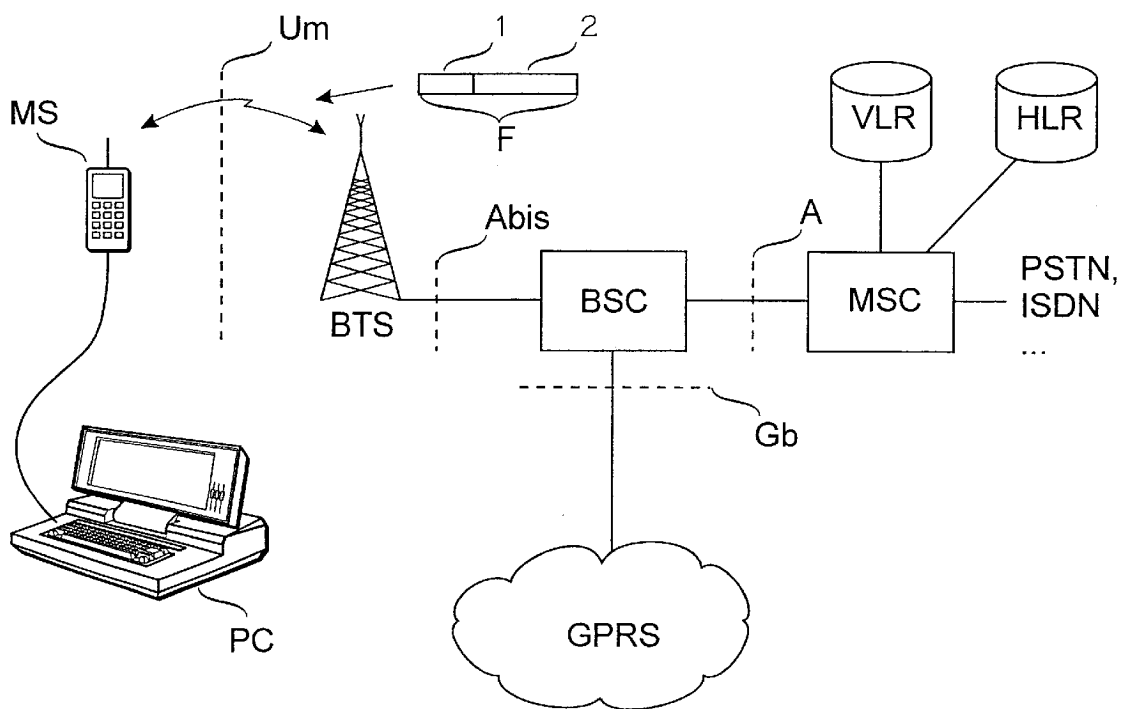 Um
1
2
MS
F
VLR
HLR
Abis
A
BTS
BSC
MSC
PSTN,
ISDN
...
Gb
PC
GPRS